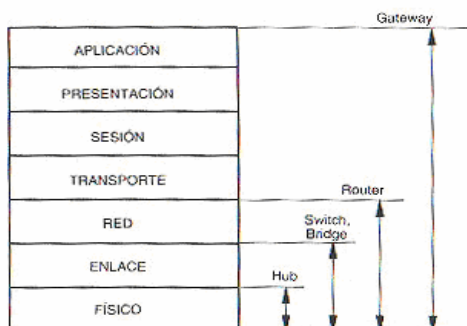 Gateway
APLICACIÓN
PRESENTACIÓN
SESIÓN
TRANSPORTE
Router
RED
Switch,
Bridge
ENLACE
Hub
FÍSICO